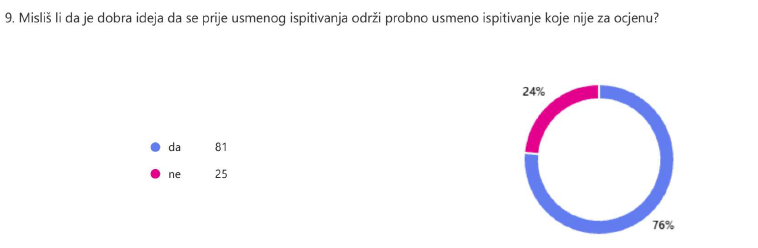 9. Misliš li da je dobra ideja da se prije usmenog ispitivanja održi probno usmeno ispitivanje koje nije za ocjenu?
24%
da 81
ne 25
76%